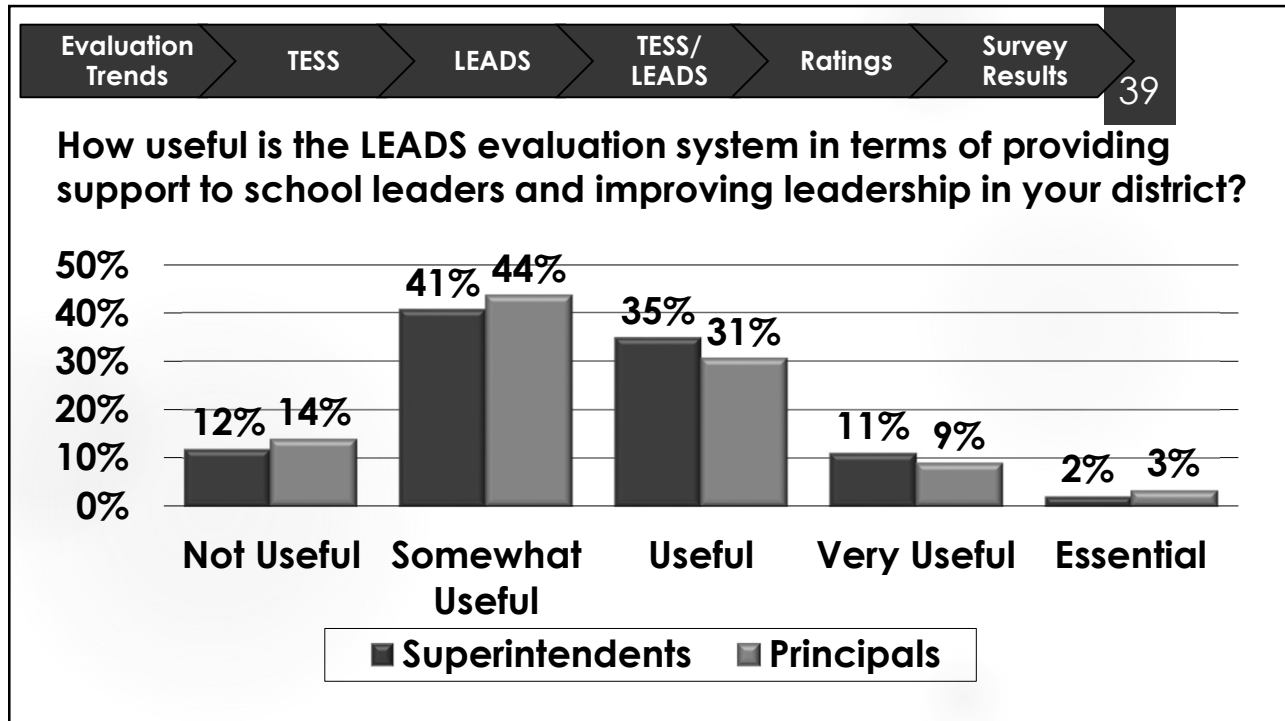 Evaluation
Trends
TESS
LEADS
TESS/
LEADS
Ratings
Survey
Results
39
How useful is the LEADS evaluation system in terms of providing
support to school leaders and improving leadership in your district?
50%
40%
30%
20%
10%
0%
12%
14%
41%
44%
35%
31%
11%
9%
2%
3%
Not Useful
Somewhat
Useful
Useful
Very Useful
Essential
Superintendents
Principals